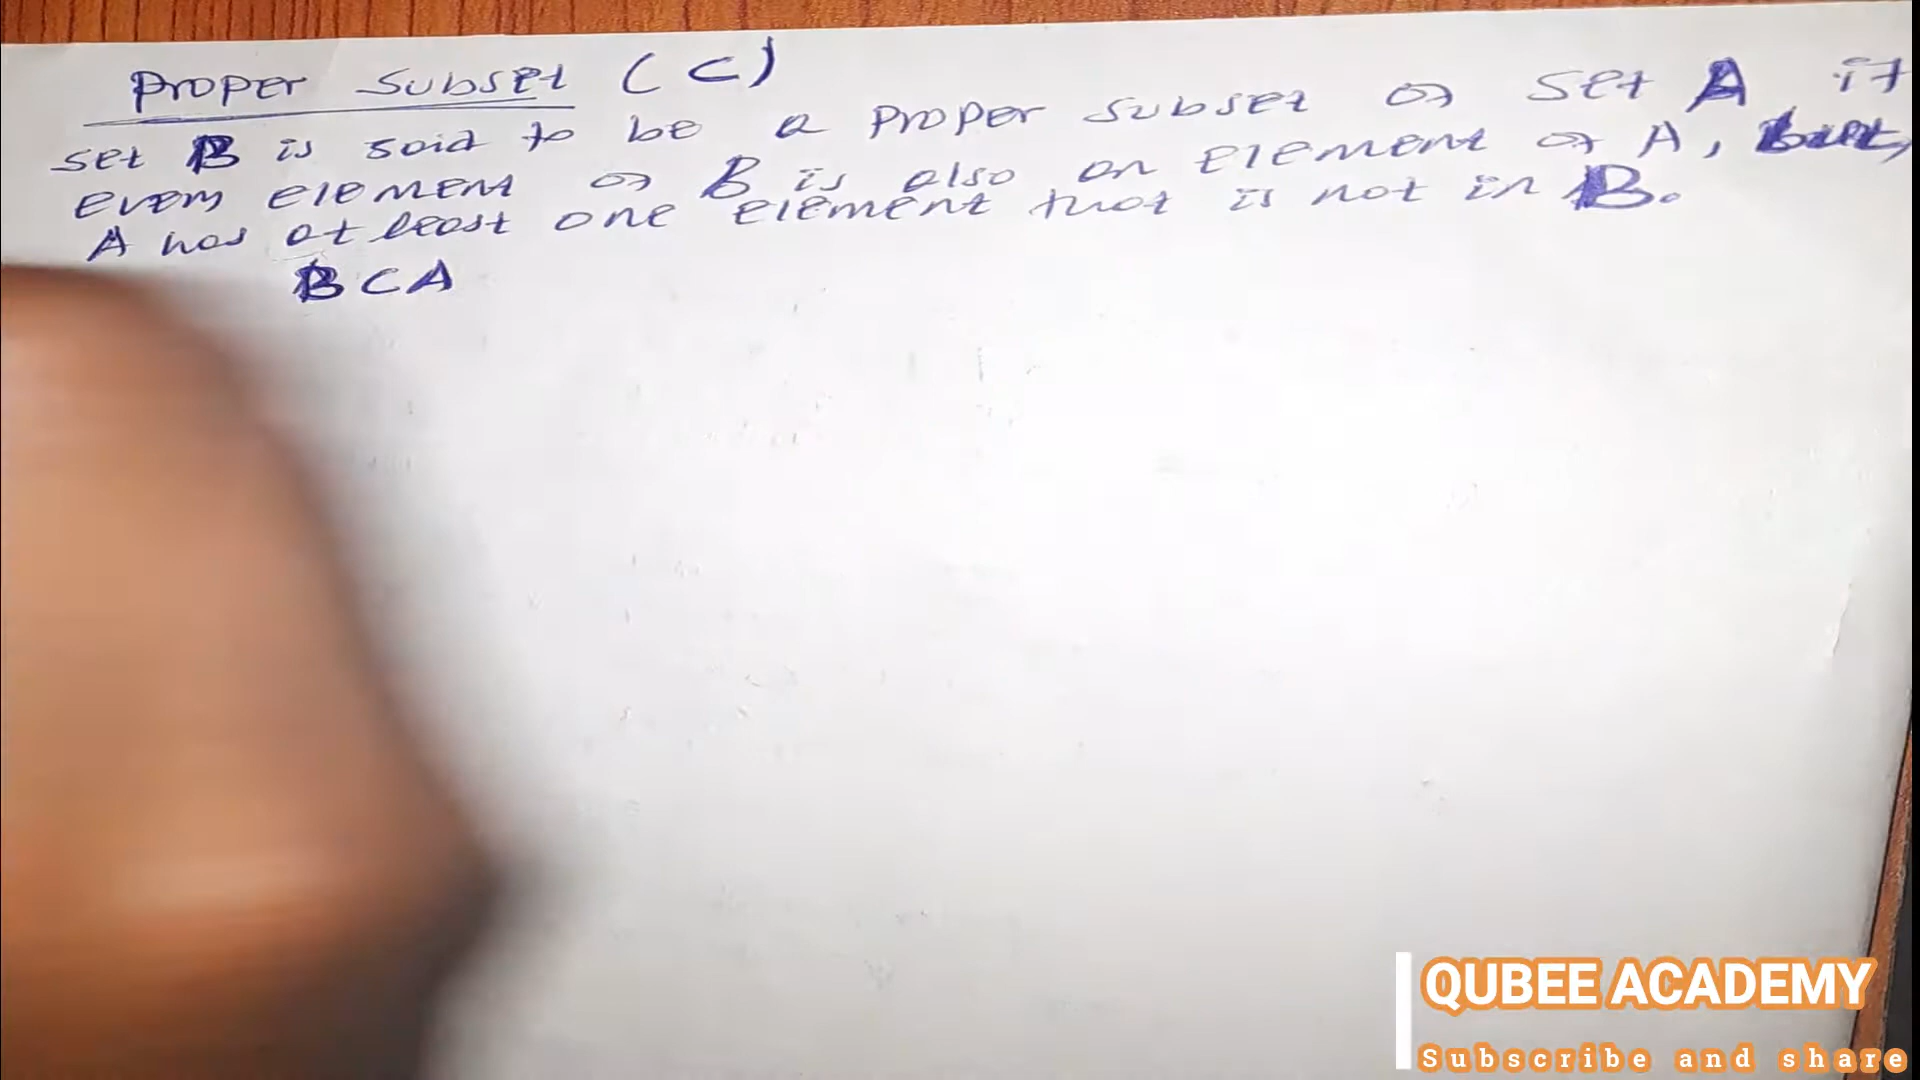 Proper Subset (⊂)
set B is said to be a proper subset of set A if
every element of B is also an element of A, But,
A has at least one element that is not in B.
B⊂A
QUBEE ACADEMY
Subscribe and share